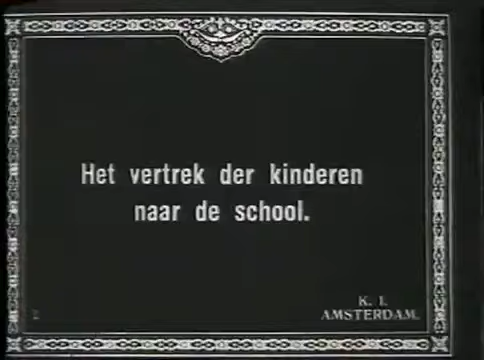 Het vertrek der kinderen
naar de school.
K. I.
AMSTERDAM.